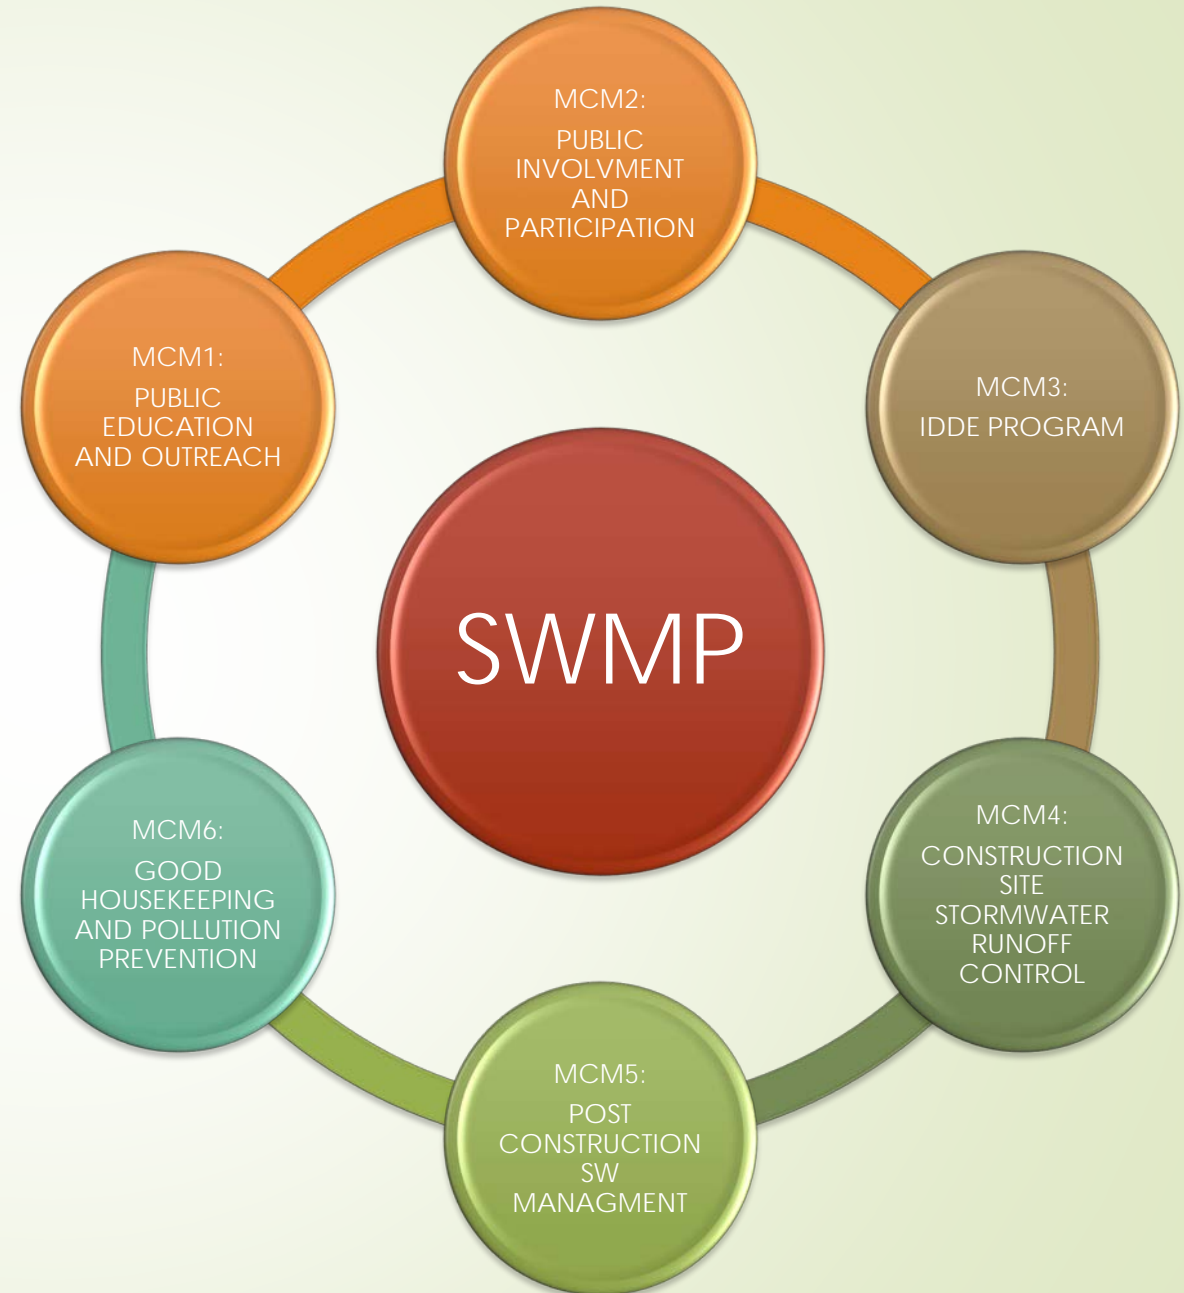 MCM2:
PUBLIC
INVOLVMENT
AND
PARTICIPATION
MCM1:
PUBLIC
EDUCATION
AND OUTREACH
MCM3:
IDDE PROGRAM
SWMP
MCM6:
GOOD
HOUSEKEEPING
AND POLLUTION
PREVENTION
MCM4:
CONSTRUCTION
SITE
STORMWATER
RUNOFF
CONTROL
MCM5:
POST
CONSTRUCTION
SW
MANAGMENT